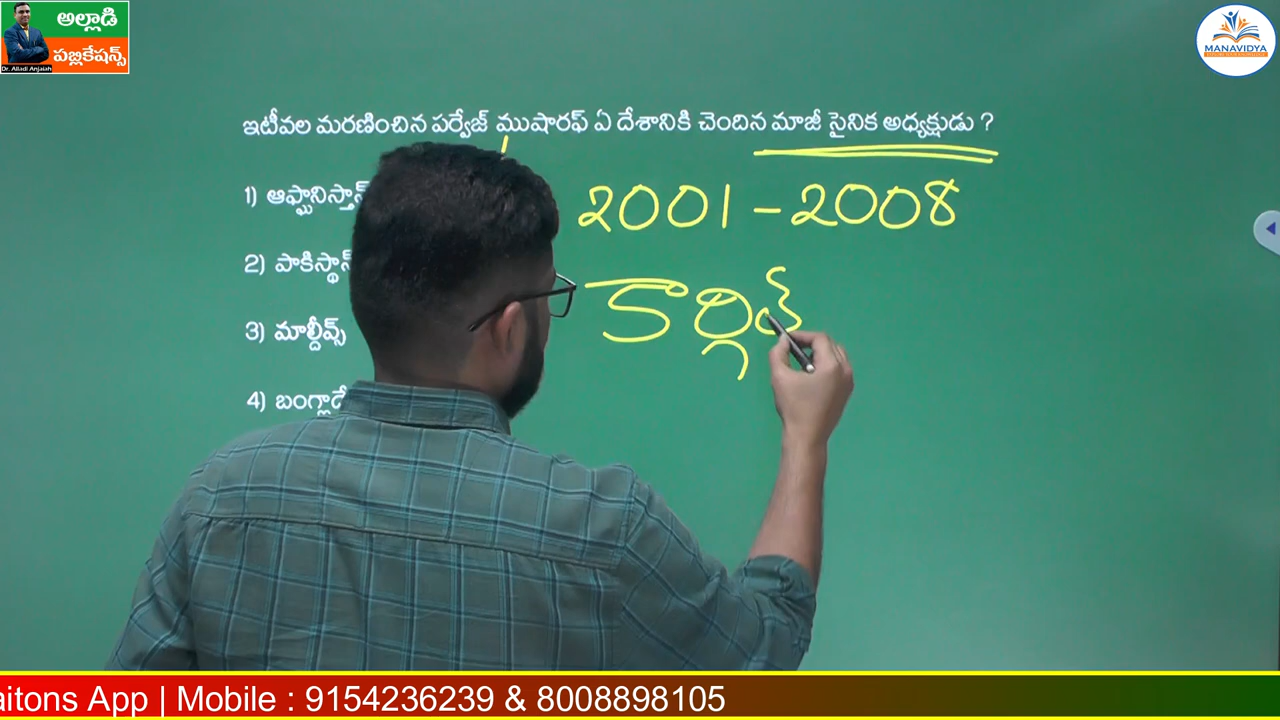 అల్లాడి
పబ్లికేషన్స్
Dr. Alladi Anjaiah
MANAVIDYA
ఇటీవల మరణించిన పర్వేజ్ ముషారఫ్ ఏ దేశానికి చెందిన మాజీ సైనిక అధ్యక్షుడు ?
1)
2)
3) మాల్దీవ్స్
4)
2001-2008
కార్గిల్
aitons App | Mobile : 9154236239 & 8008898105